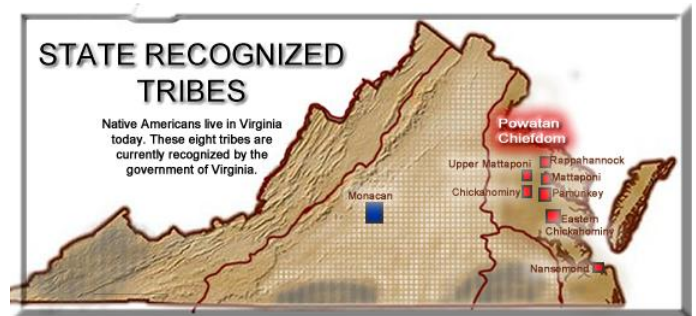 STATE RECOGNIZED
TRIBES
Native Americans live in Virginia
today. These eight tribes are
currently recognized by the
government of Virginia.
Powatan
Chiefdom
Upper Mattaponi
Rappahannock
Mattaponi
Chickahominy
Pamunkey
Monacan
Eastern
Chickahominy
Nansemond